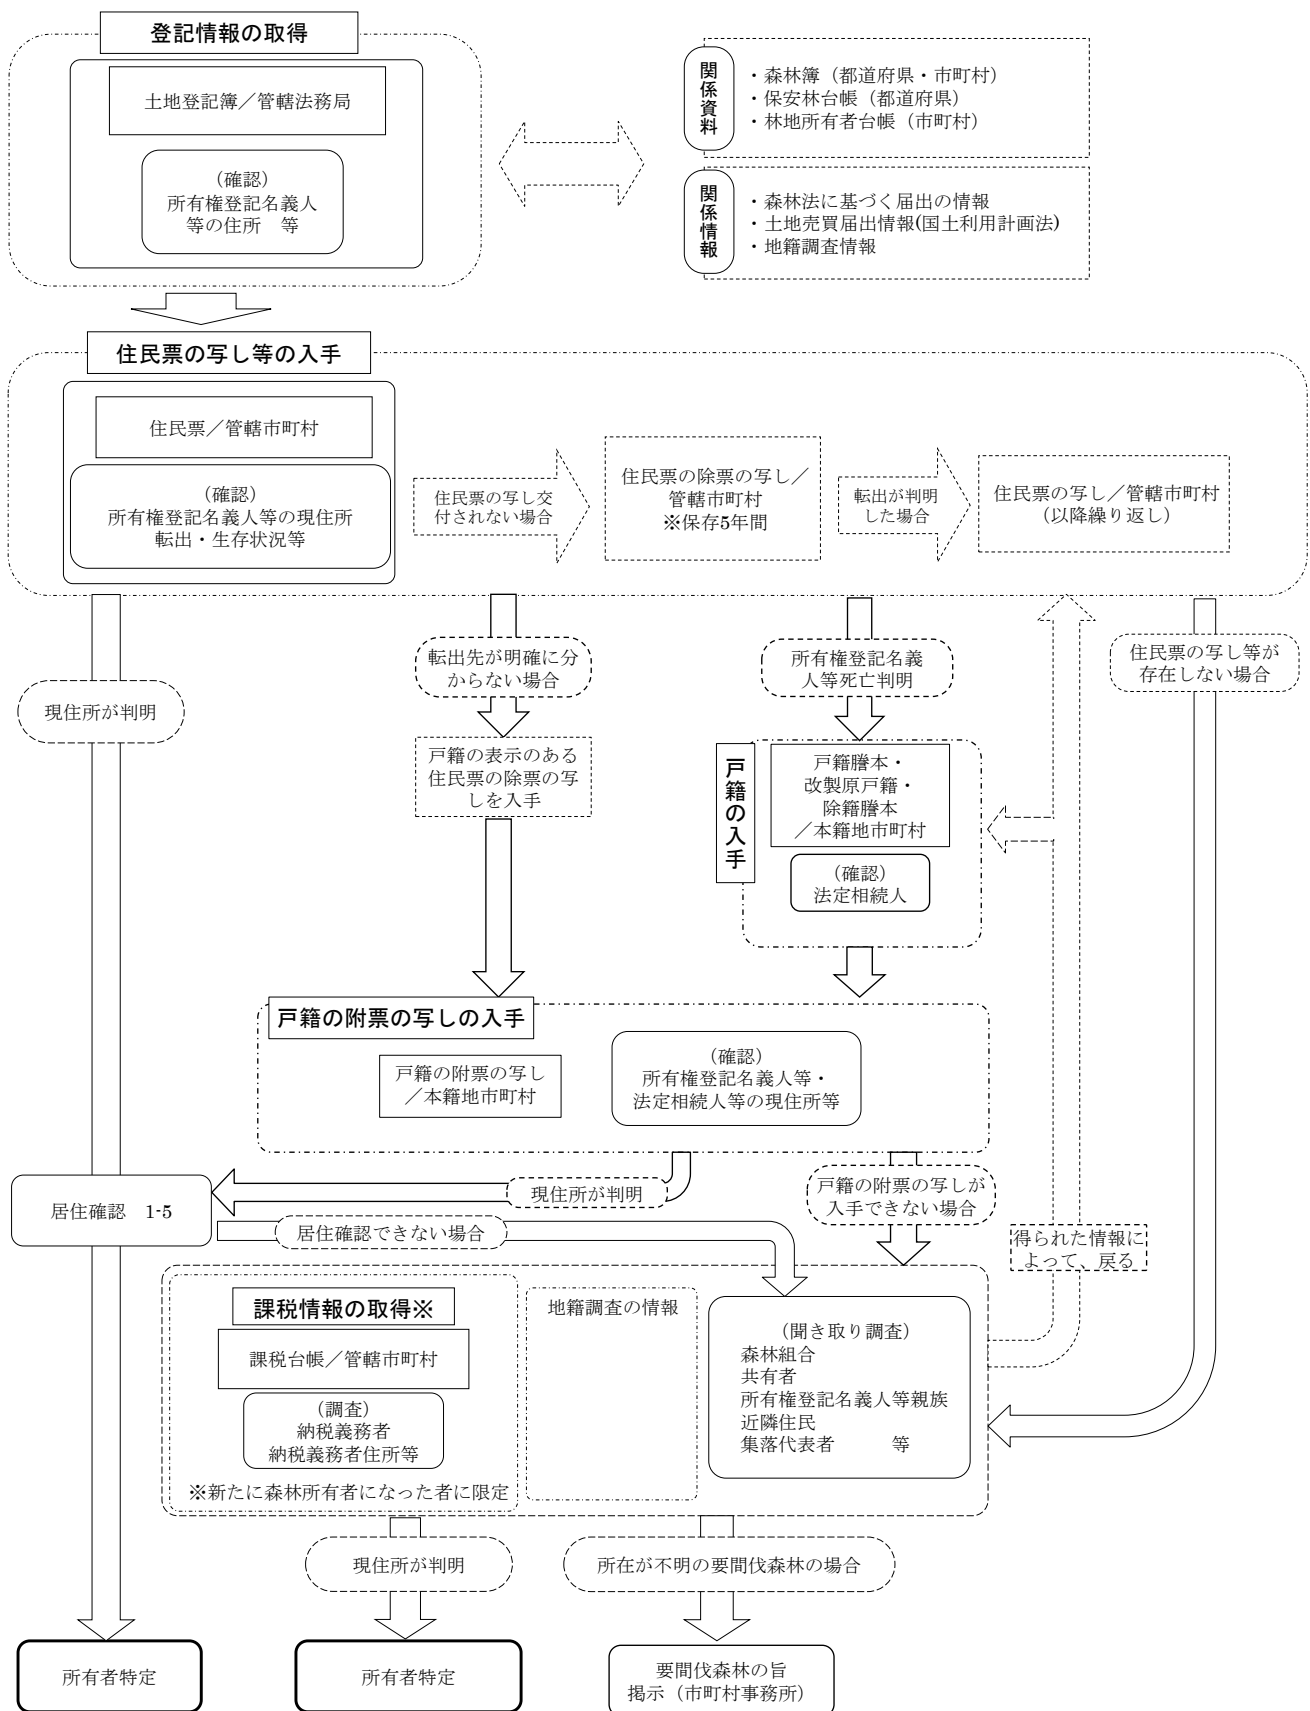 登記情報の取得
土地登記簿／管轄法務局
（確認）
所有権登記名義人
等の住所　等
関係資料
・森林簿（都道府県・市町村）
・保安林台帳（都道府県）
・林地所有者台帳（市町村）
関係情報
・森林法に基づく届出の情報
・土地売買届出情報(国土利用計画法)
・地籍調査情報
住民票の写し等の入手
住民票／管轄市町村
（確認）
所有権登記名義人等の現住所
転出・生存状況等
住民票の写し交
付されない場合
住民票の除票の写し／
管轄市町村
※保存5年間
転出が判明
した場合
住民票の写し／管轄市町村
（以降繰り返し）
現住所が判明
転出先が明確に分
からない場合
所有権登記名義
人等死亡判明
住民票の写し等が
存在しない場合
戸籍の表示のある
住民票の除票の写
しを入手
戸籍の入手
戸籍謄本・
改製原戸籍・
除籍謄本
／本籍地市町村
（確認）
法定相続人
戸籍の附票の写しの入手
戸籍の附票の写し
／本籍地市町村
（確認）
所有権登記名義人等・
法定相続人等の現住所等
居住確認　1-5
現住所が判明
戸籍の附票の写しが
入手できない場合
居住確認できない場合
得られた情報に
よって、戻る
課税情報の取得※
課税台帳／管轄市町村
（調査）
納税義務者
納税義務者住所等
※新たに森林所有者になった者に限定
地籍調査の情報
（聞き取り調査）
森林組合
共有者
所有権登記名義人等親族
近隣住民
集落代表者　　　等
現住所が判明
所在が不明の要間伐森林の場合
所有者特定
所有者特定
要間伐森林の旨
掲示（市町村事務所）